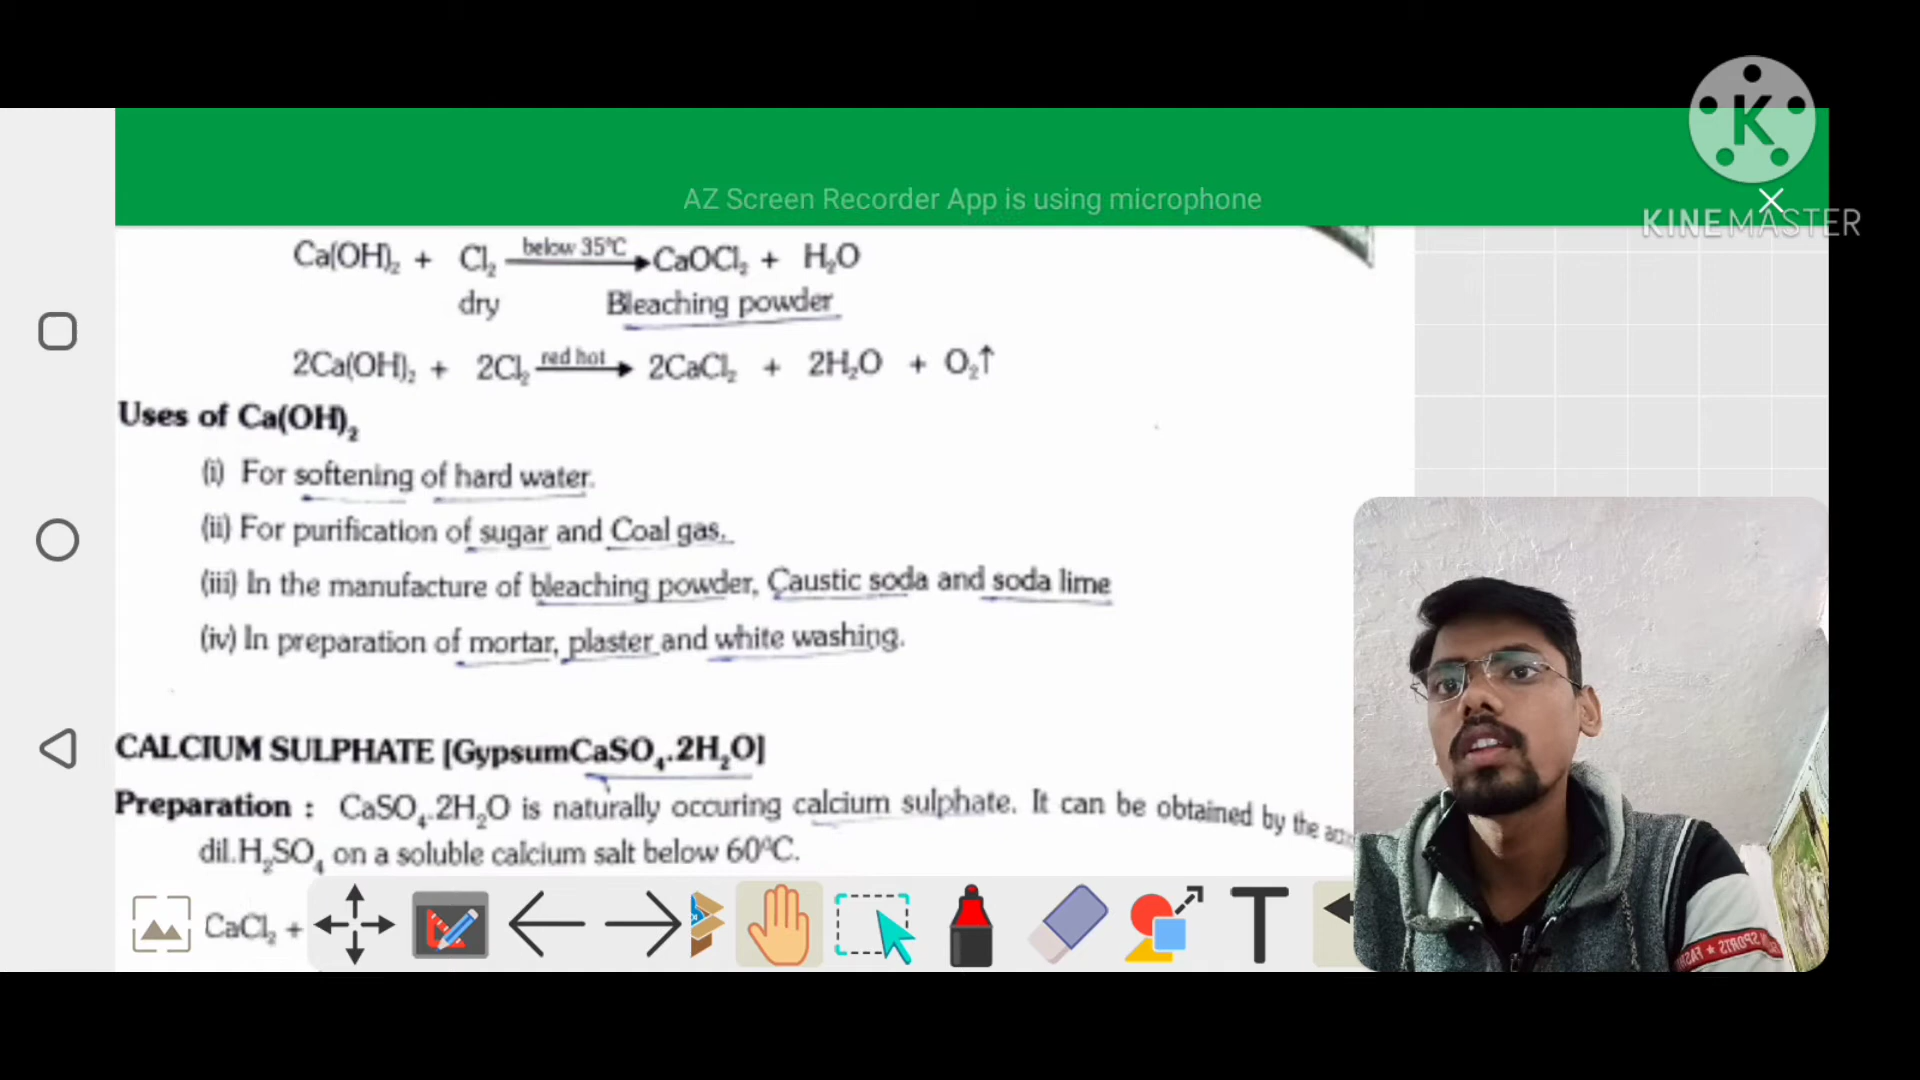 K
KINEMASTER
AZ Screen Recorder App is using microphone
Ca(OH)₂ + Cl₂ below 35°C → CaOCl₂ + H₂O
dry Bleaching powder
2Ca(OH)₂ + 2Cl₂ red hot → 2CaCl₂ + 2H₂O + O₂↑
Uses of Ca(OH)₂
(i) For softening of hard water.
(ii) For purification of sugar and Coal gas.
(iii) In the manufacture of bleaching powder, Caustic soda and soda lime
(iv) In preparation of mortar, plaster and white washing.
CALCIUM SULPHATE [GypsumCaSO₄.2H₂O]
Preparation : CaSO₄.2H₂O is naturally occuring calcium sulphate. It can be obtained by the
dil.H₂SO₄ on a soluble calcium salt below 60°C.
CaCl₂ +
T